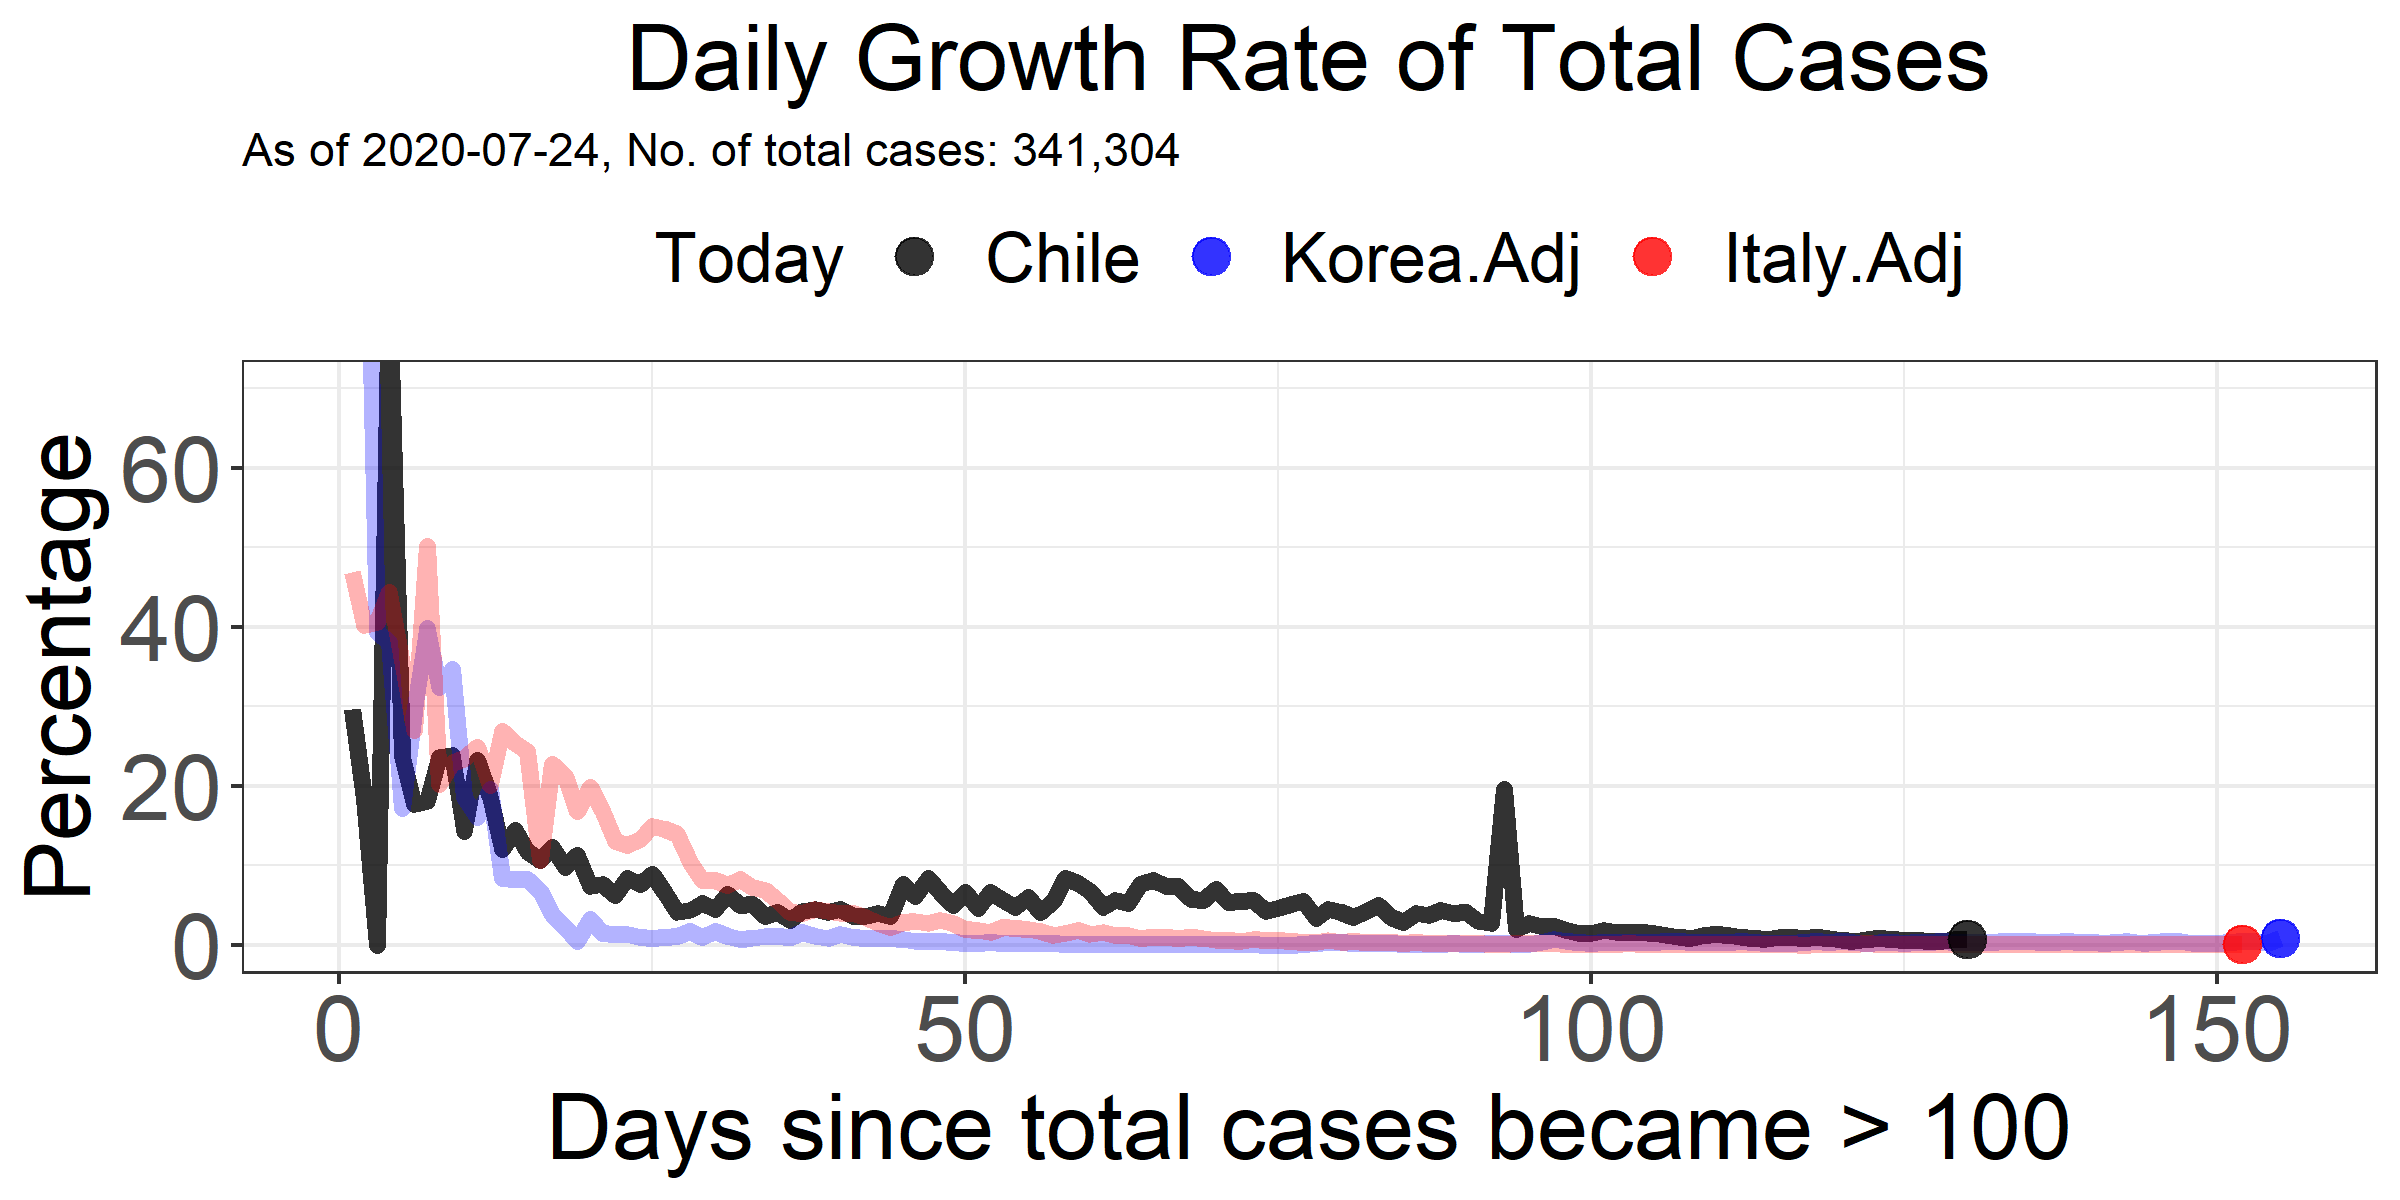 Daily Growth Rate of Total Cases
As of 2020-07-24, No. of total cases: 341,304
Today Chile Korea.Adj Italy.Adj
Percentage
60
40
20
0
0 50 100 150
Days since total cases became > 100